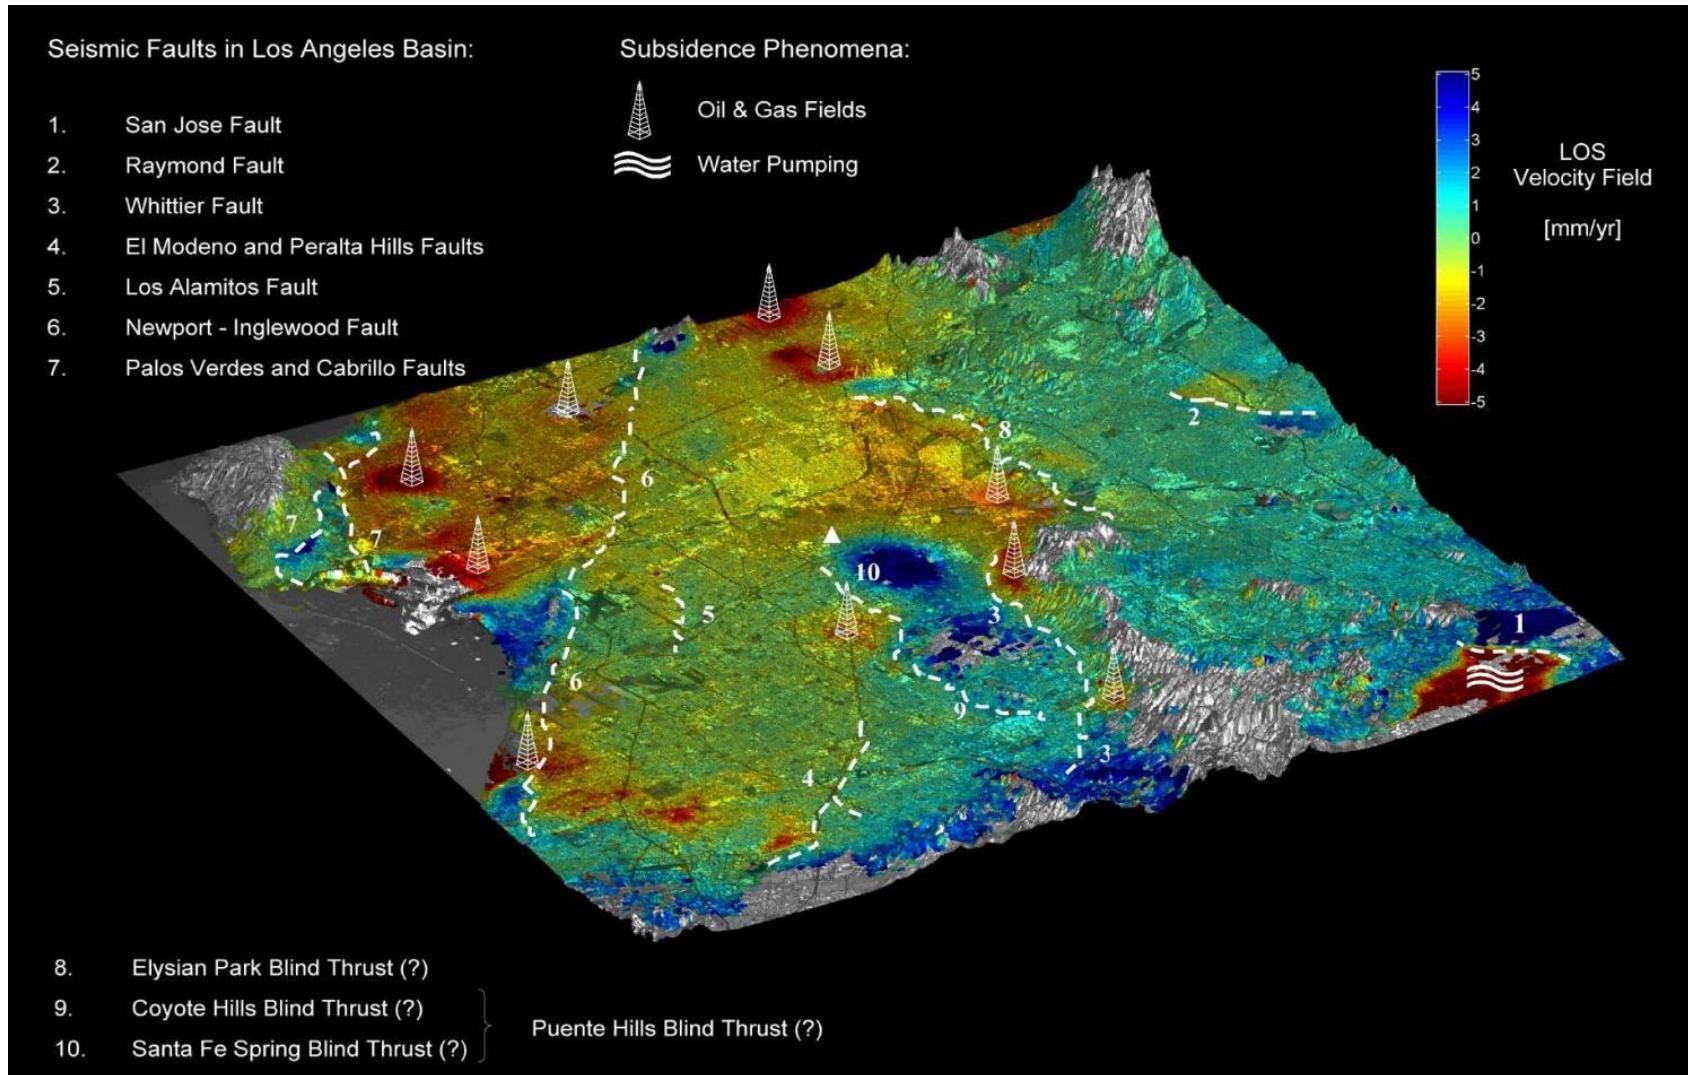 Seismic Faults in Los Angeles Basin:
1. San Jose Fault
2. Raymond Fault
3. Whittier Fault
4. El Modeno and Peralta Hills Faults
5. Los Alamitos Fault
6. Newport - Inglewood Fault
7. Palos Verdes and Cabrillo Faults
Subsidence Phenomena:
Oil & Gas Fields
Water Pumping
5
4
3
2
1
0
-1
-2
-3
-4
-5
LOS
Velocity Field
[mm/yr]
2
8
6
7
7
10
3
5
1
6
9
3
4
8. Elysian Park Blind Thrust (?)
9. Coyote Hills Blind Thrust (?)
10. Santa Fe Spring Blind Thrust (?)
Puente Hills Blind Thrust (?)